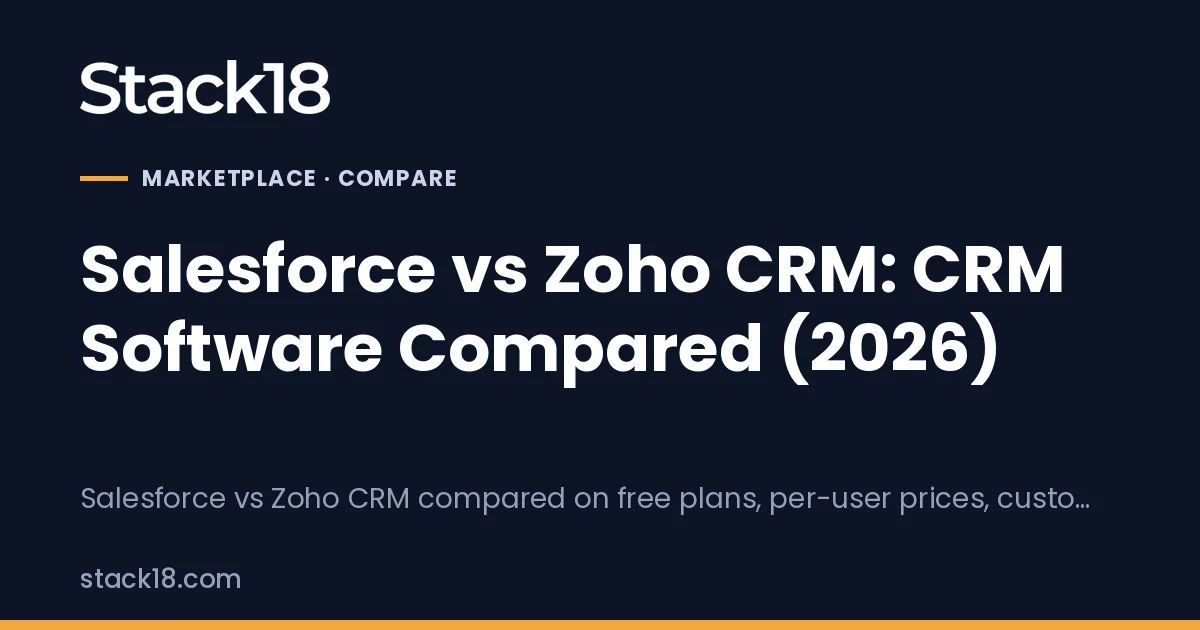 Stack18
MARKETPLACE · COMPARE
Salesforce vs Zoho CRM: CRM
Software Compared (2026)
Salesforce vs Zoho CRM compared on free plans, per-user prices, custo...
stack18.com